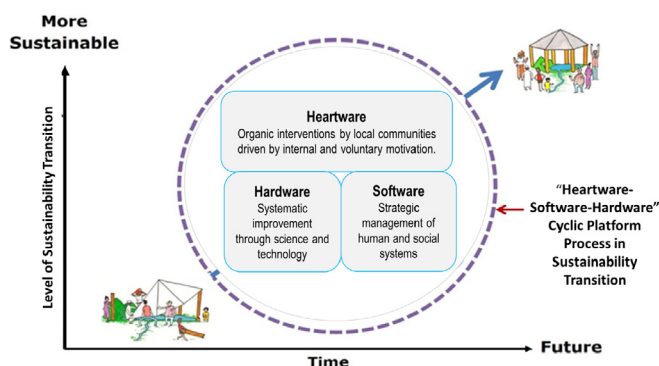 More
Sustainable
Level of Sustainability Transition
Heartware
Organic interventions by local communities
driven by internal and voluntary motivation.
Hardware
Systematic
improvement
through science and
technology
Software
Strategic
management of
human and social
systems
“Heartware-
Software-Hardware”
Cyclic Platform
Process in
Sustainability
Transition
Time
Future